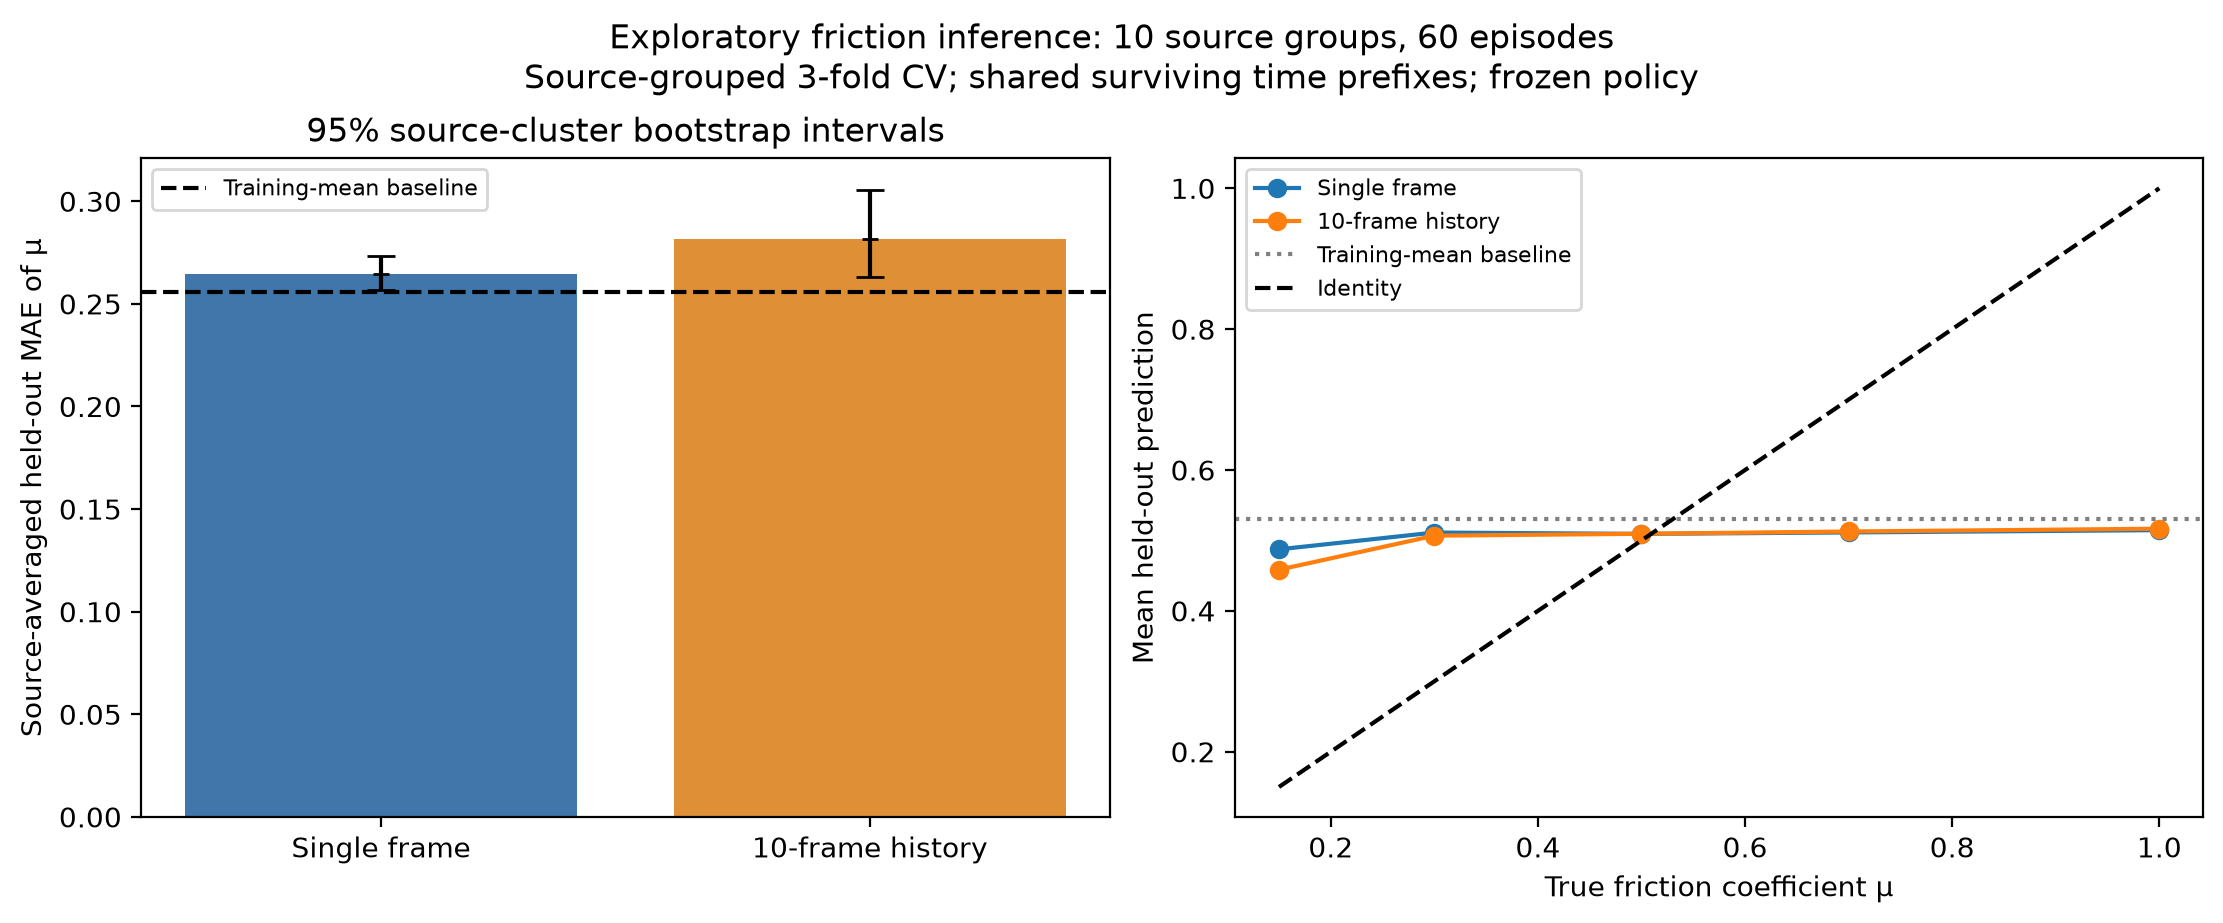 Exploratory friction inference: 10 source groups, 60 episodes
Source-grouped 3-fold CV; shared surviving time prefixes; frozen policy
95% source-cluster bootstrap intervals
Training-mean baseline
Source-averaged held-out MAE of μ
0.30
0.25
0.20
0.15
0.10
0.05
0.00
Single frame
10-frame history
Single frame
10-frame history
Training-mean baseline
Identity
Mean held-out prediction
1.0
0.8
0.6
0.4
0.2
0.2
0.4
0.6
0.8
1.0
True friction coefficient μ